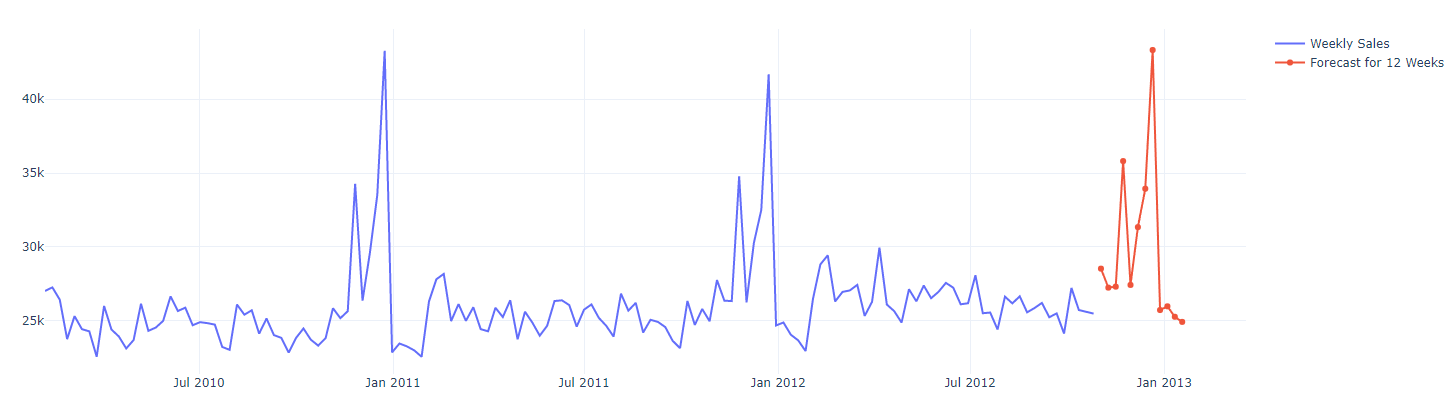 Weekly Sales
Forecast for 12 Weeks
40k
35k
30k
25k
Jul 2010
Jan 2011
Jul 2011
Jan 2012
Jul 2012
Jan 2013